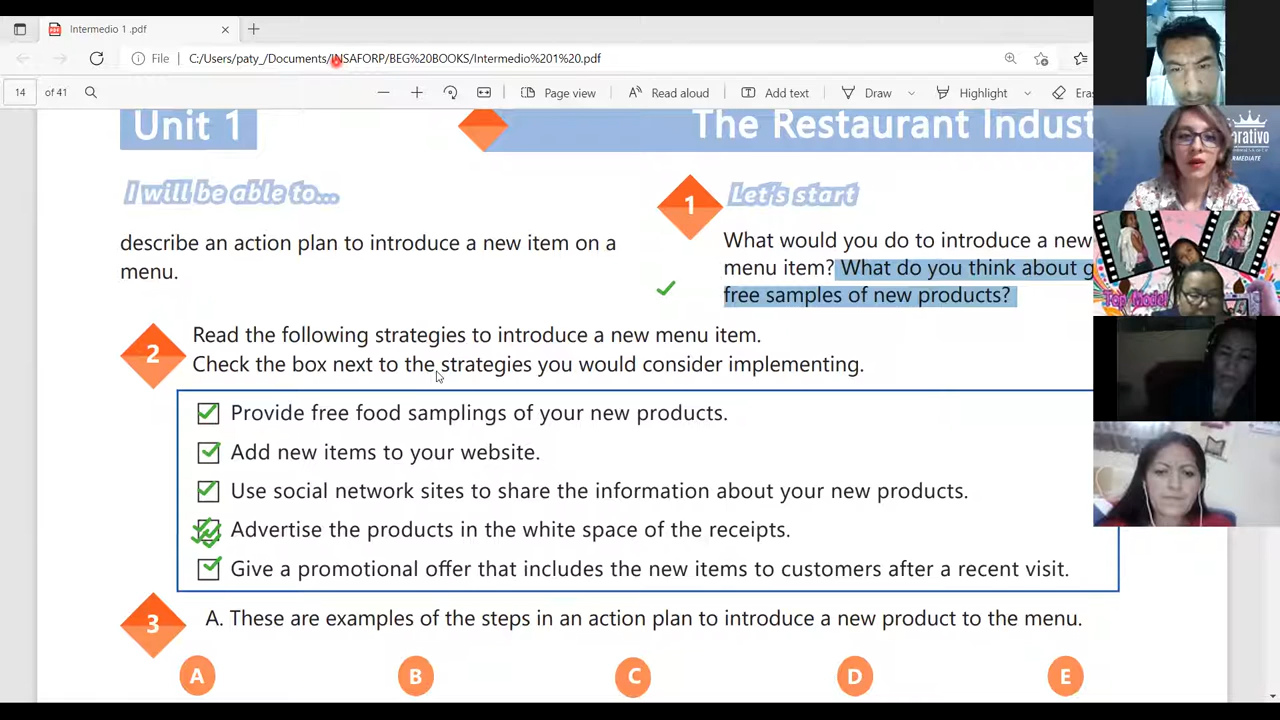 Intermedio 1 .pdf
File C:/Users/paty_/Documents/INSAFORP/BEG%20BOOKS/Intermedio%201%20.pdf
14 of 41 Page view Read aloud Add text Draw Highlight Eras
Unit 1 The Restaurant Indust
I will be able to...
describe an action plan to introduce a new item on a
menu.
1 Let's start
What would you do to introduce a new
menu item? What do you think about g
free samples of new products?
2 Read the following strategies to introduce a new menu item.
Check the box next to the strategies you would consider implementing.
Provide free food samplings of your new products.
Add new items to your website.
Use social network sites to share the information about your new products.
Advertise the products in the white space of the receipts.
Give a promotional offer that includes the new items to customers after a recent visit.
3 A. These are examples of the steps in an action plan to introduce a new product to the menu.
A B C D E
orativo
RMEDIATE
Top Model